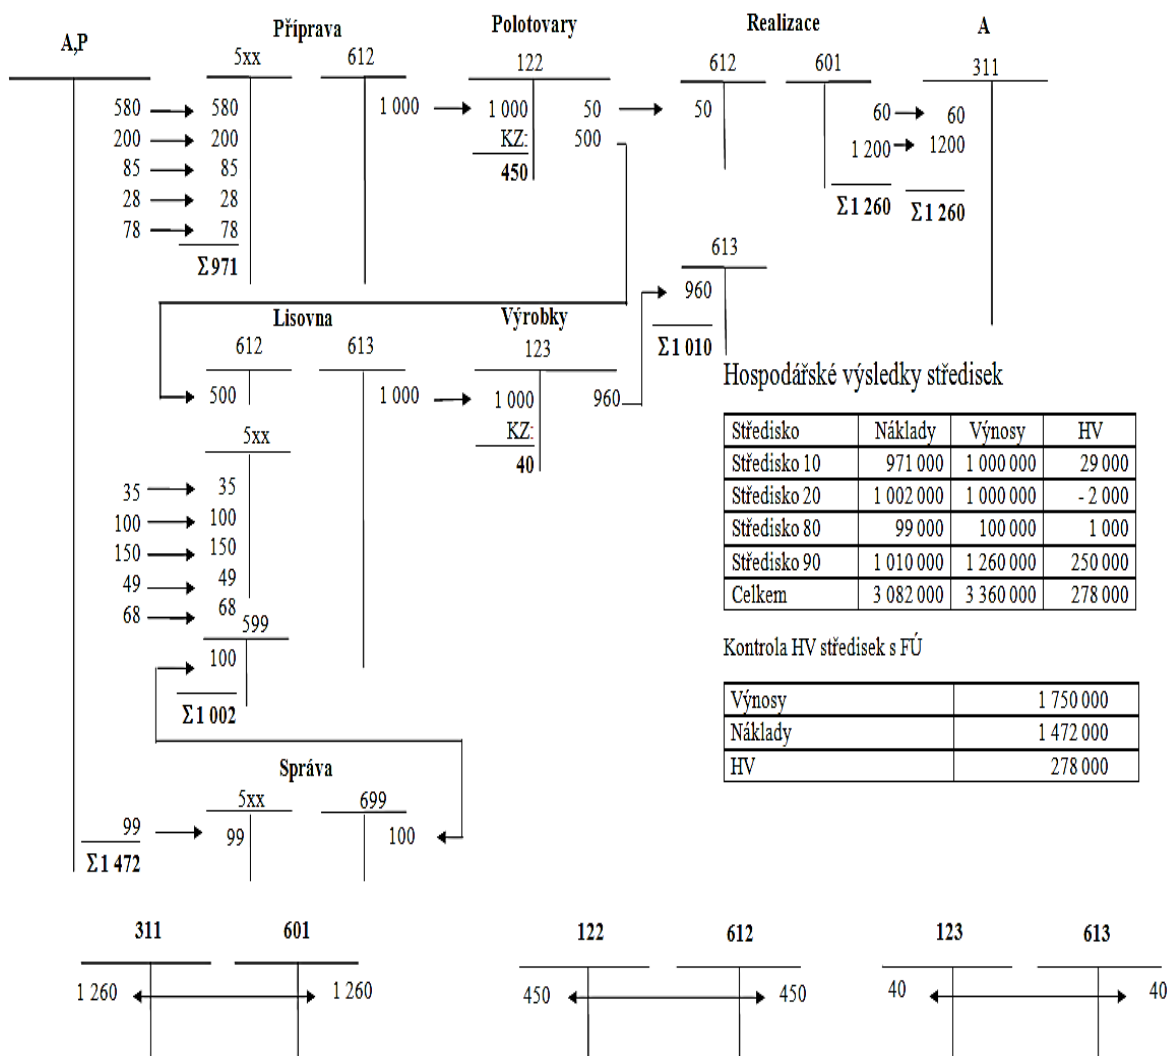 A,P
Příprava
Polotovary
Realizace
A
5xx
612
122
612
601
311
580
580
1 000
1 000
50
50
60
60
200
200
KZ:
500
1 200
1200
85
85
450
28
28
Σ1 260
Σ1 260
78
78
Σ971
613
960
Σ1 010
Lisovna
Výrobky
612
613
123
500
1 000
1 000
960
KZ:
40
5xx
35
35
100
100
150
150
49
49
68
68
599
100
Σ1 002
Hospodářské výsledky středisek
Středisko Náklady Výnosy HV
Středisko 10 971 000 1 000 000 29 000
Středisko 20 1 002 000 1 000 000 - 2 000
Středisko 80 99 000 100 000 1 000
Středisko 90 1 010 000 1 260 000 250 000
Celkem 3 082 000 3 360 000 278 000
Kontrola HV středisek s FÚ
Výnosy 1 750 000
Náklady 1 472 000
HV 278 000
Správa
5xx
699
99
99
100
Σ1 472
311
601
122
612
123
613
1 260
1 260
450
450
40
40